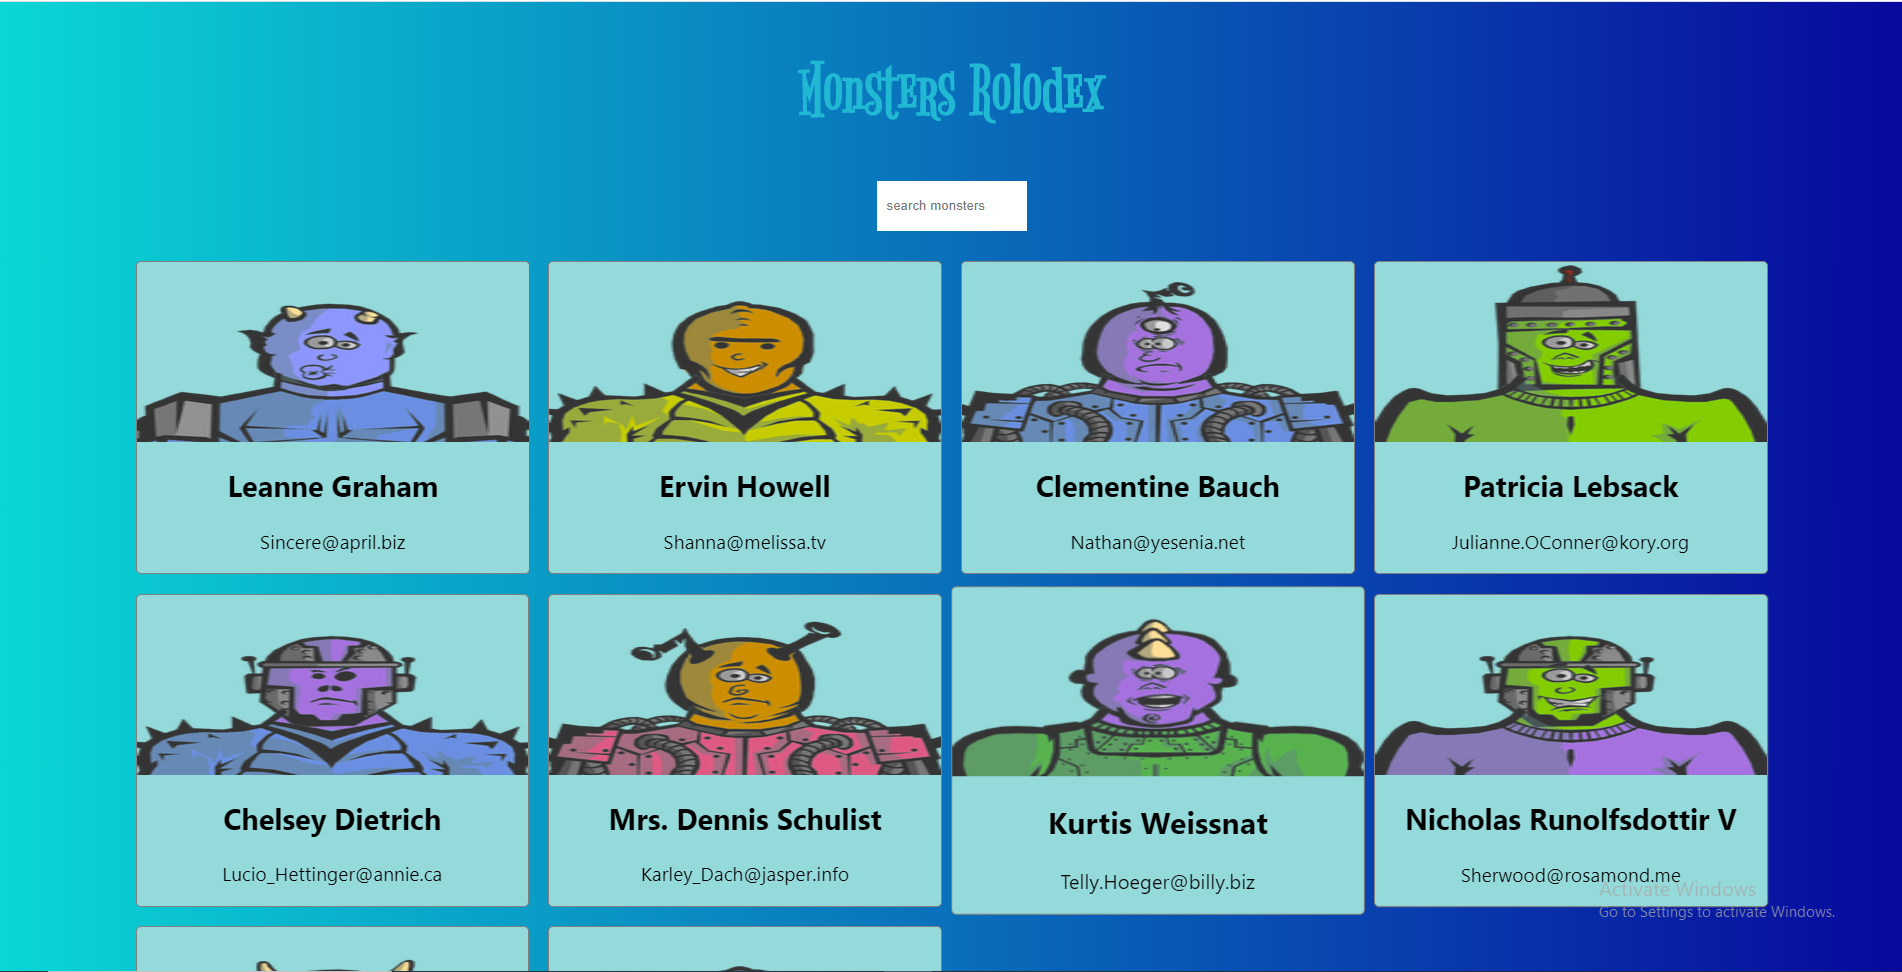 Monsters Rolodex
search monsters
Leanne Graham
Sincere@april.biz
Ervin Howell
Shanna@melissa.tv
Clementine Bauch
Nathan@yesenia.net
Patricia Lebsack
Julianne.OConner@kory.org
Chelsey Dietrich
Lucio_Hettinger@annie.ca
Mrs. Dennis Schulist
Karley_Dach@jasper.info
Kurtis Weissnat
Telly.Hoeger@billy.biz
Nicholas Runolfsdottir V
Sherwood@rosamond.me
Activate Windows
Go to Settings to activate Windows.